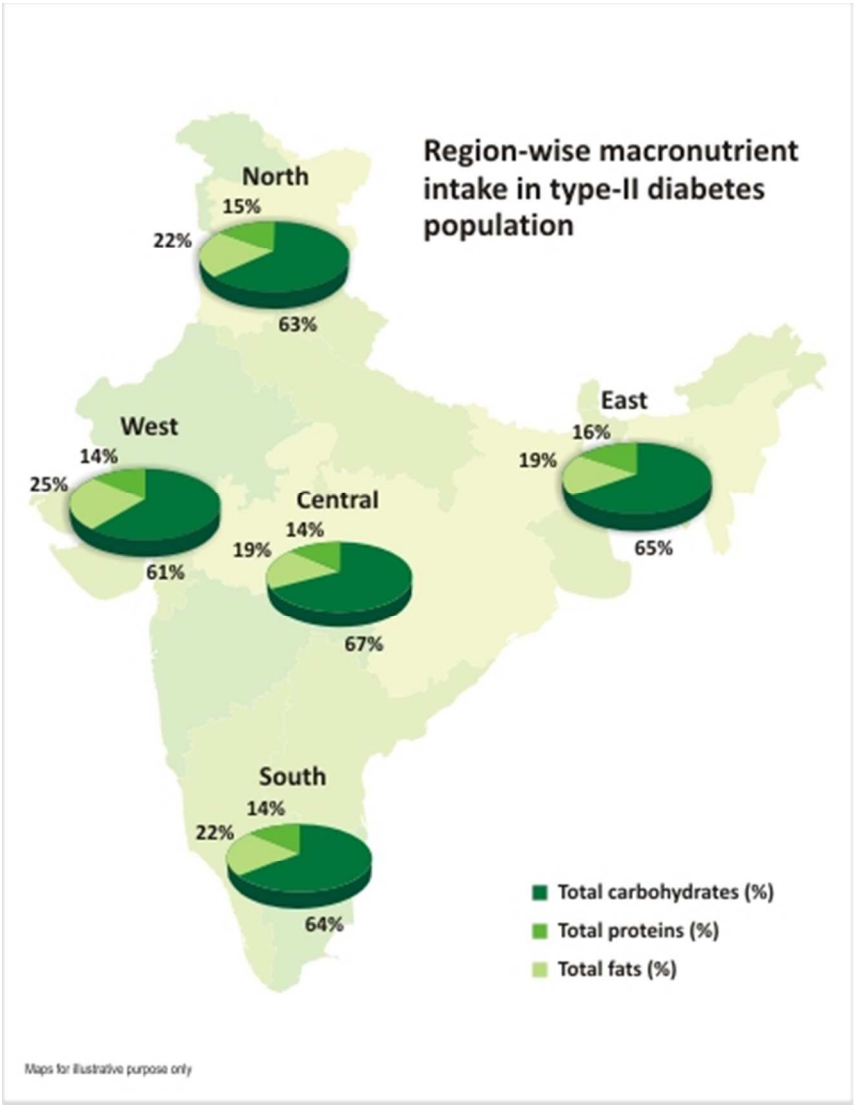 Region-wise macronutrient
intake in type-II diabetes
population
North
15%
22%
63%
West
14%
25%
61%
Central
14%
19%
67%
East
16%
19%
65%
South
14%
22%
64%
Total carbohydrates (%)
Total proteins (%)
Total fats (%)
Maps for illustrative purpose only